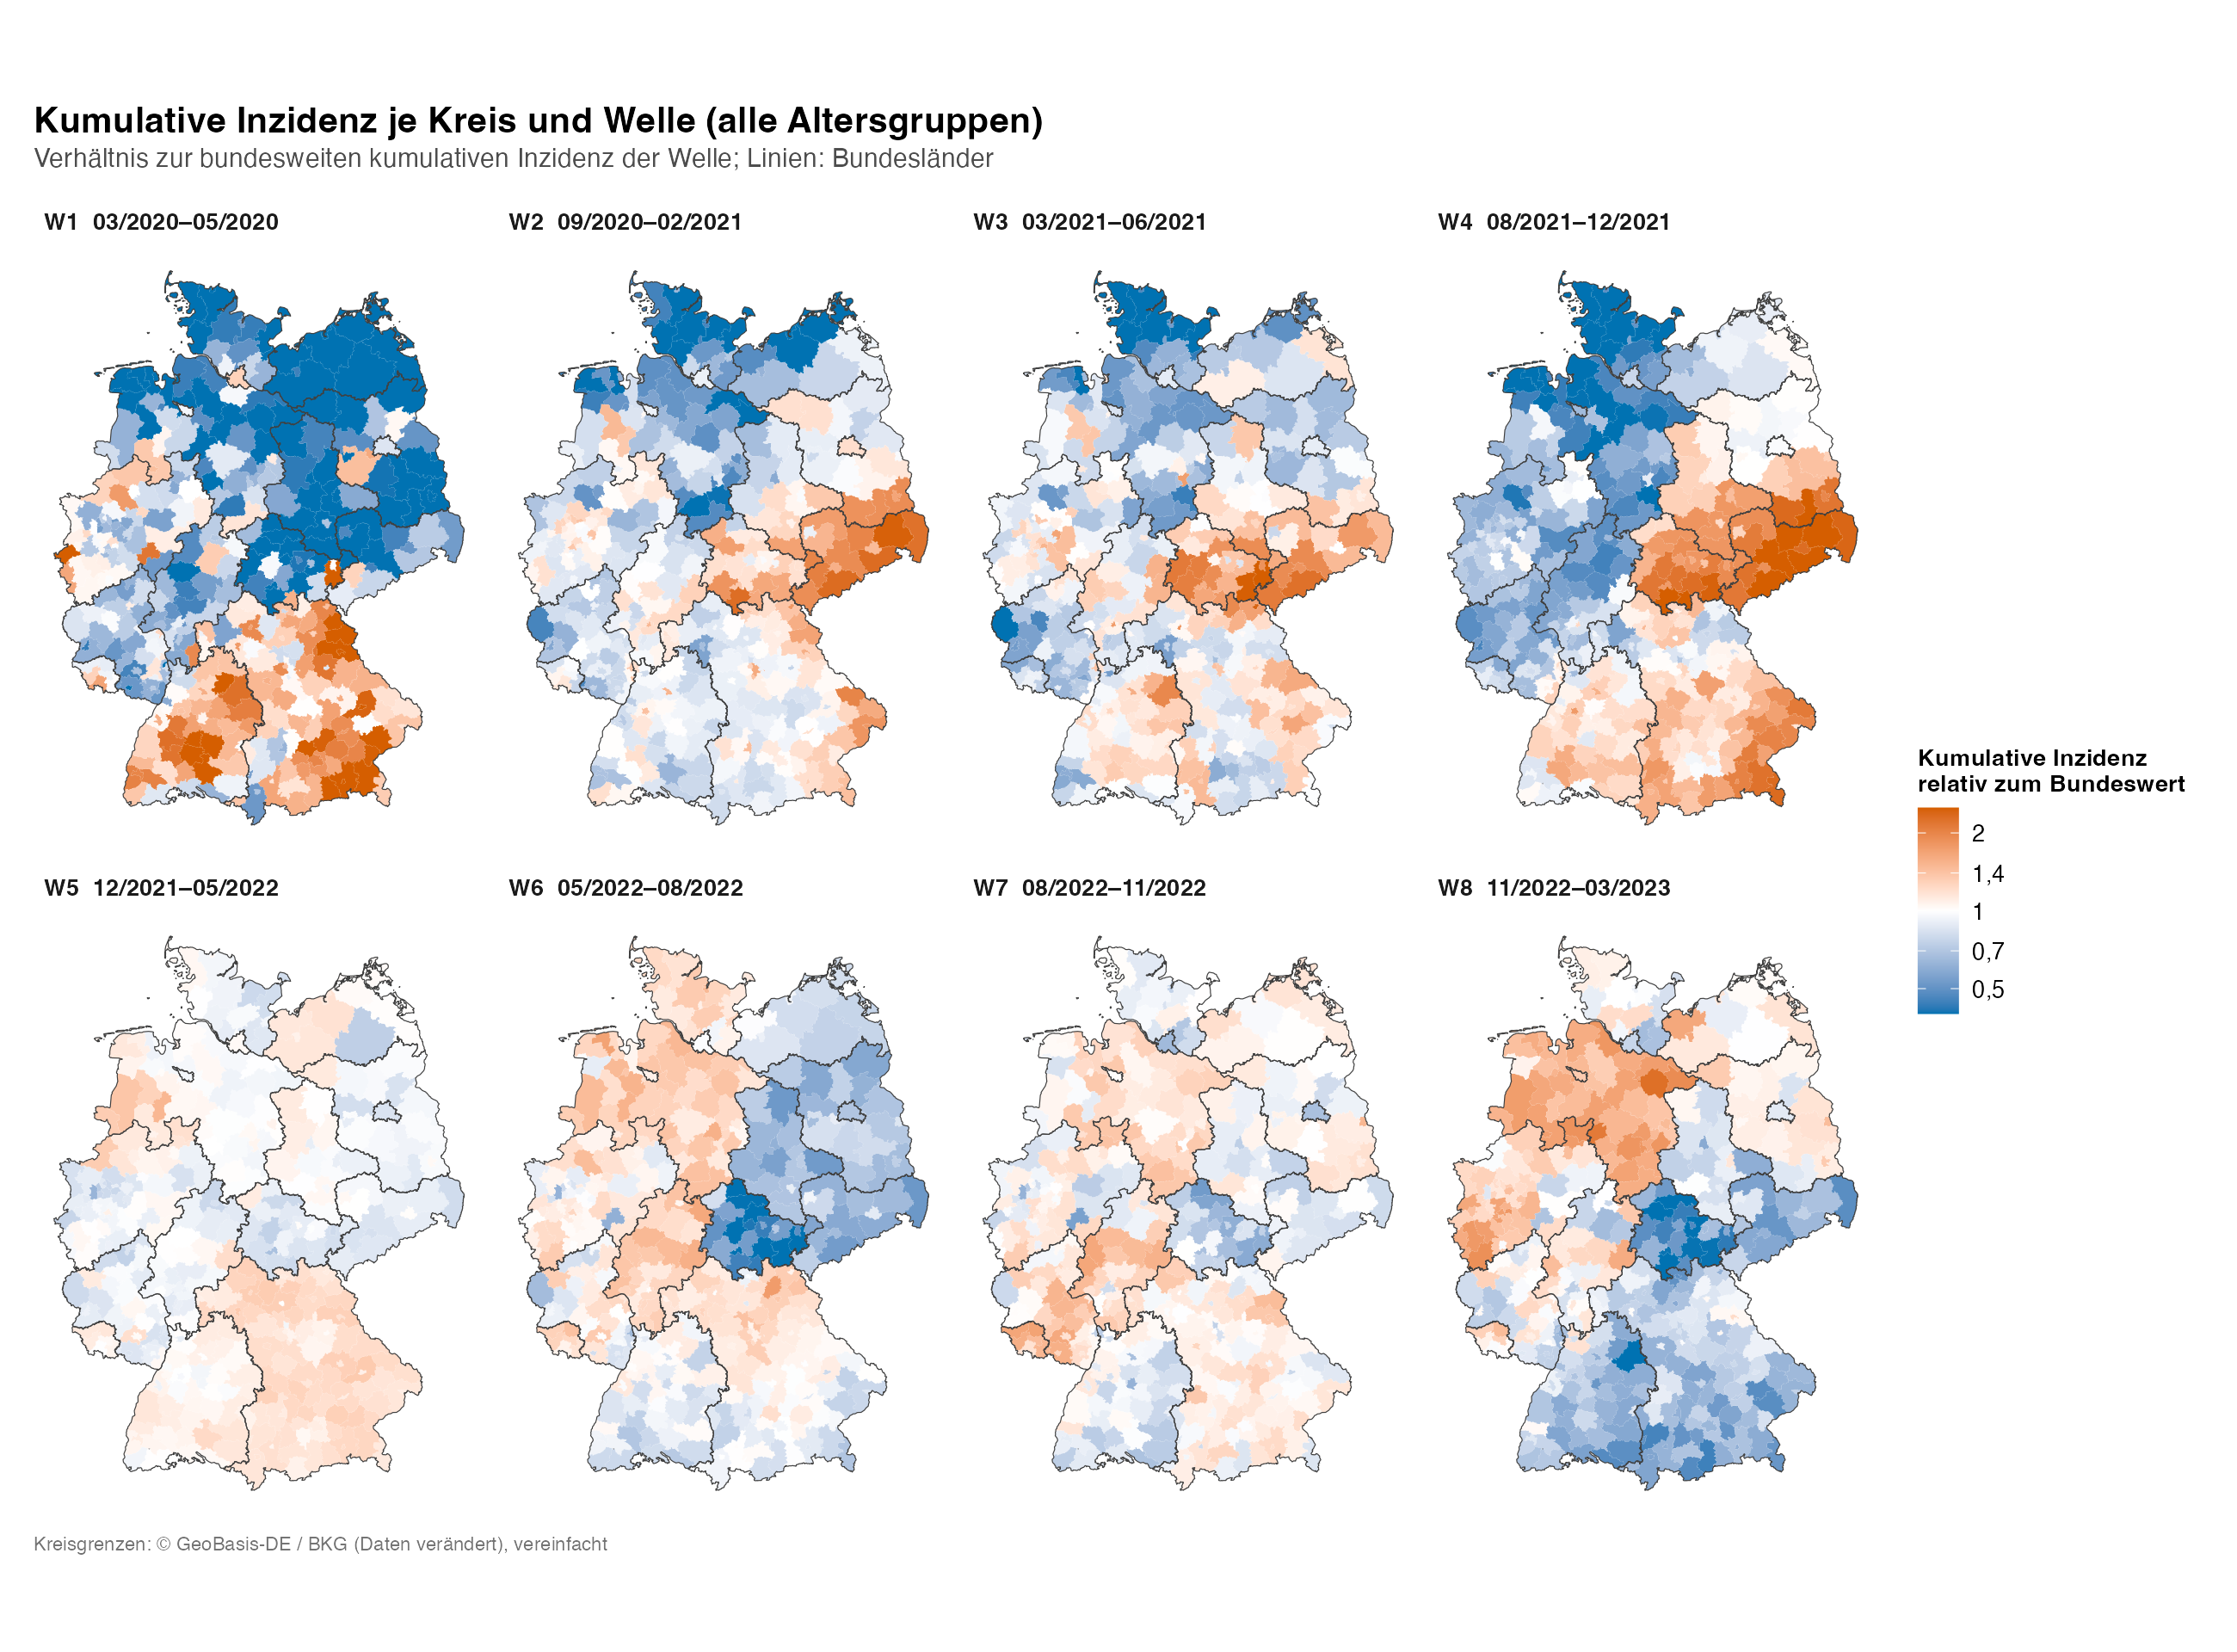 Kumulative Inzidenz je Kreis und Welle (alle Altersgruppen)
Verhältnis zur bundesweiten kumulativen Inzidenz der Welle; Linien: Bundesländer
W1 03/2020–05/2020
W2 09/2020–02/2021
W3 03/2021–06/2021
W4 08/2021–12/2021
W5 12/2021–05/2022
W6 05/2022–08/2022
W7 08/2022–11/2022
W8 11/2022–03/2023
Kumulative Inzidenz
relativ zum Bundeswert
2
1,4
1
0,7
0,5
Kreisgrenzen: © GeoBasis-DE / BKG (Daten verändert), vereinfacht